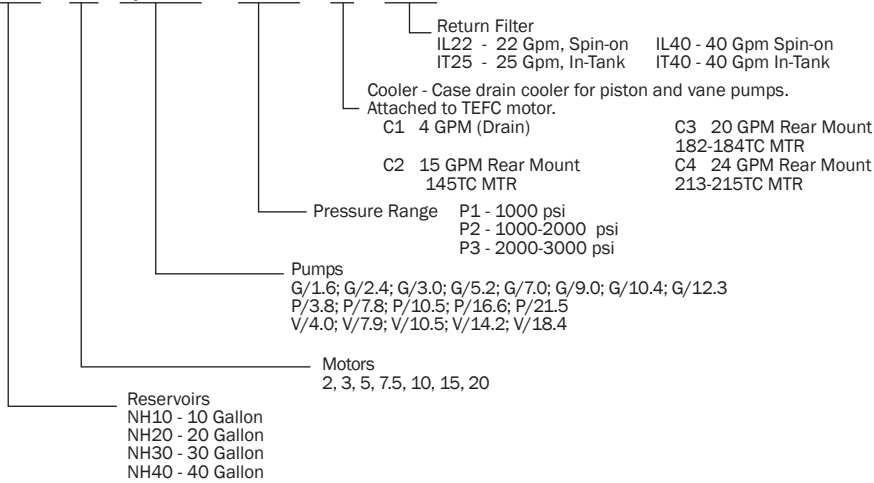 Return Filter
IL22 - 22 Gpm, Spin-on IL40 - 40 Gpm Spin-on
IT25 - 25 Gpm, In-Tank IT40 - 40 Gpm In-Tank
Cooler - Case drain cooler for piston and vane pumps.
Attached to TEFC motor.
C1 4 GPM (Drain) C3 20 GPM Rear Mount
182-184TC MTR
C2 15 GPM Rear Mount C4 24 GPM Rear Mount
145TC MTR 213-215TC MTR
Pressure Range P1 - 1000 psi
P2 - 1000-2000 psi
P3 - 2000-3000 psi
Pumps
G/1.6; G/2.4; G/3.0; G/5.2; G/7.0; G/9.0; G/10.4; G/12.3
P/3.8; P/7.8; P/10.5; P/16.6; P/21.5
V/4.0; V/7.9; V/10.5; V/14.2; V/18.4
Motors
2, 3, 5, 7.5, 10, 15, 20
Reservoirs
NH10 - 10 Gallon
NH20 - 20 Gallon
NH30 - 30 Gallon
NH40 - 40 Gallon